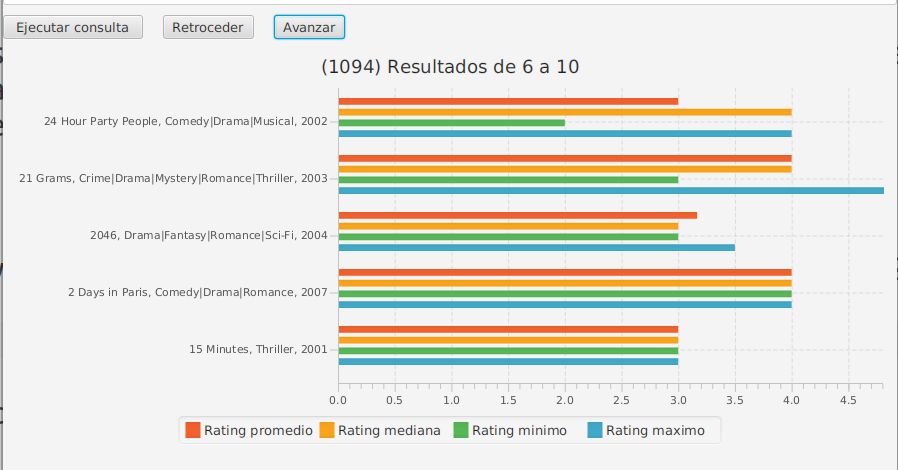 Ejecutar consulta Retroceder Avanzar
(1094) Resultados de 6 a 10
24 Hour Party People, Comedy|Drama|Musical, 2002
21 Grams, Crime|Drama|Mystery|Romance|Thriller, 2003
2046, Drama|Fantasy|Romance|Sci-Fi, 2004
2 Days in Paris, Comedy|Drama|Romance, 2007
15 Minutes, Thriller, 2001
0.0 0.5 1.0 1.5 2.0 2.5 3.0 3.5 4.0 4.5
Rating promedio Rating mediana Rating minimo Rating maximo